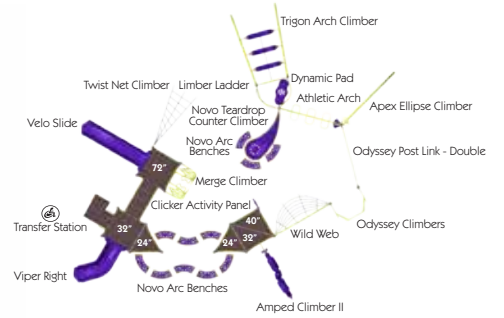 Trigon Arch Climber
Twist Net Climber
Limber Ladder
Dynamic Pad
Athletic Arch
Apex Ellipse Climber
Novo Teardrop
Counter Climber
Velo Slide
Novo Arc
Benches
Odyssey Post Link - Double
72"
Merge Climber
Clicker Activity Panel
40"
Odyssey Climbers
Transfer Station
32"
24"
24"
32"
Wild Web
Viper Right
Novo Arc Benches
Amped Climber II